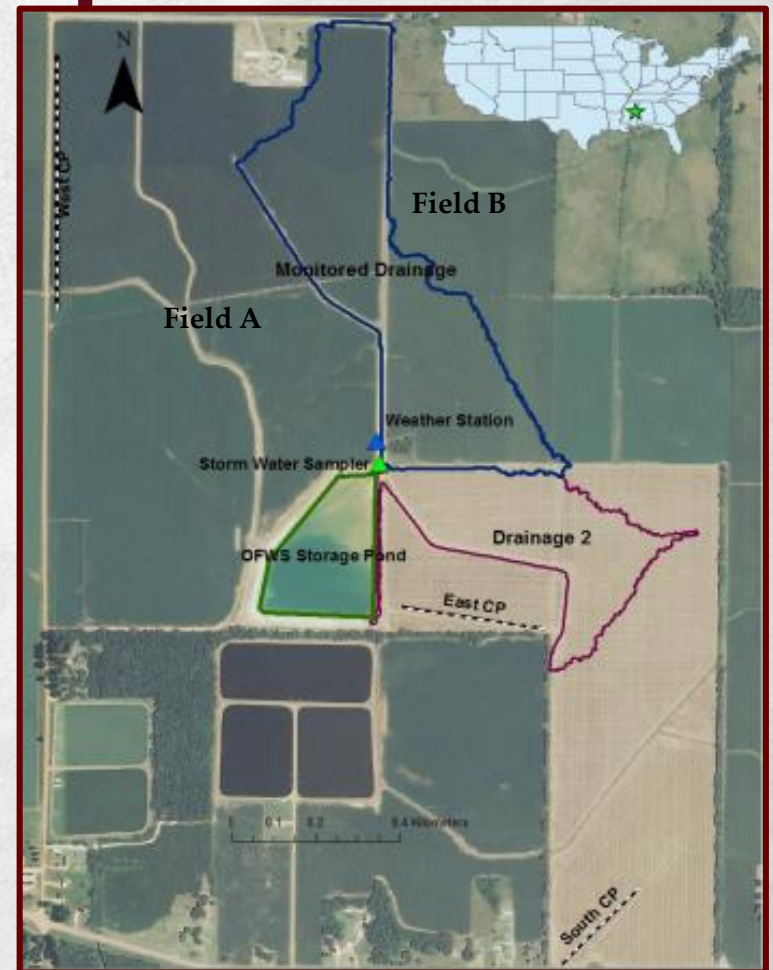 N
West CP
Field B
Monitored Drainage
Field A
Weather Station
Storm Water Sampler
Drainage 2
OFWS Storage Pond
East CP
0 0.1 0.2 0.4 Kilometers
South CP